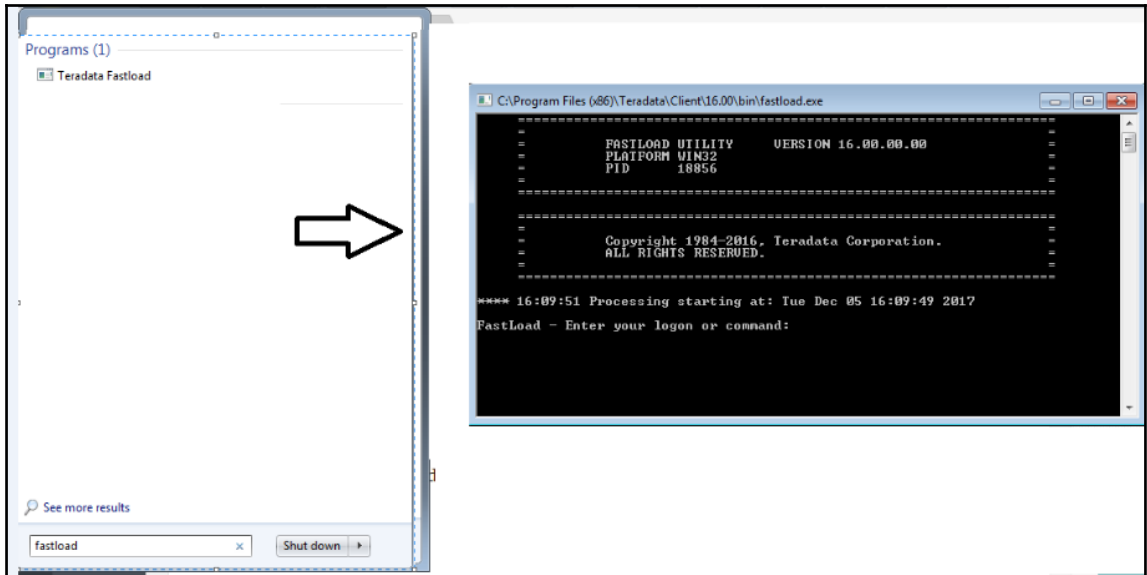 Programs (1)
Teradata Fastload
See more results
fastload
Shut down
C:\Program Files (x86)\Teradata\Client\16.00\bin\fastload.exe
=====================================================================
= =
= FASTLOAD UTILITY VERSION 16.00.00.00 =
= PLATFORM WIN32 =
= PID 18856 =
= =
=====================================================================
=====================================================================
= =
= Copyright 1984-2016, Teradata Corporation. =
= ALL RIGHTS RESERVED. =
= =
=====================================================================
**** 16:09:51 Processing starting at: Tue Dec 05 16:09:49 2017
FastLoad - Enter your logon or command: